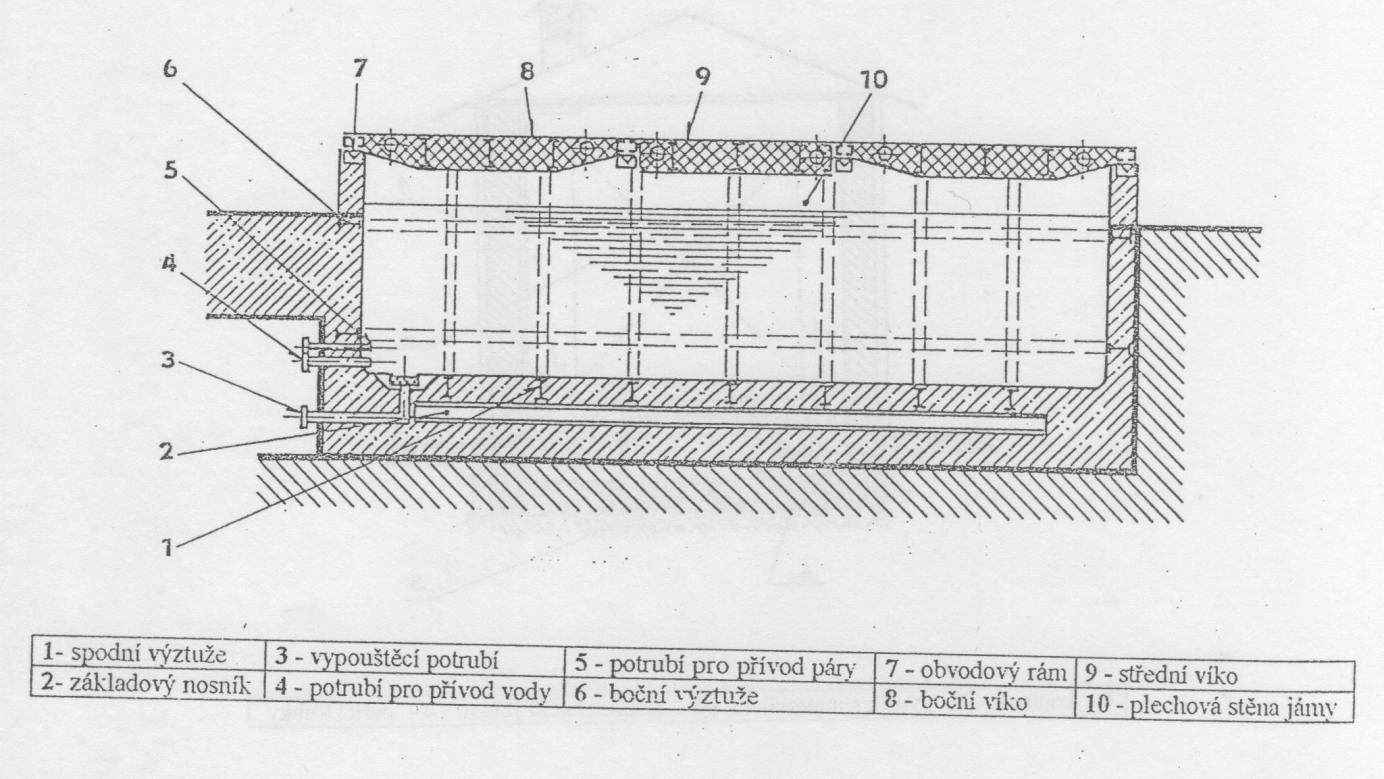 6
7
8
9
10
5
4
3
2
1
1- spodní výztuže
3 - vypouštěcí potrubí
5 - potrubí pro přívod páry
7 - obvodový rám
9 - střední víko
2- základový nosník
4 - potrubí pro přívod vody
6 - boční výztuže
8 - boční víko
10 - plechová stěna jámy